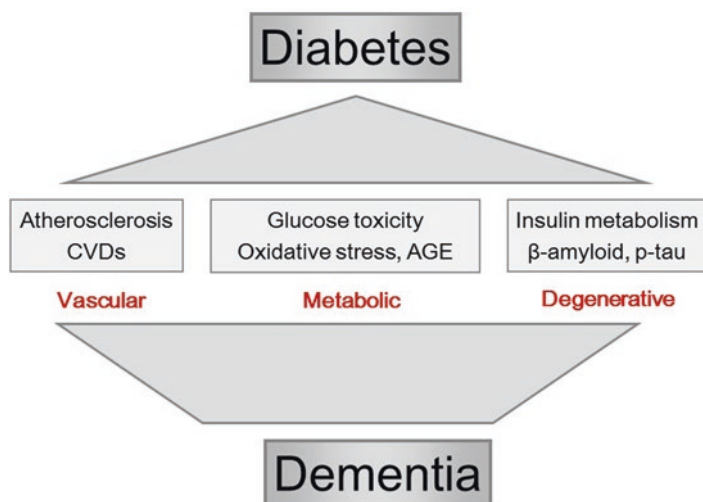 Diabetes
Atherosclerosis
CVDs
Glucose toxicity
Oxidative stress, AGE
Insulin metabolism
β-amyloid, p-tau
Vascular
Metabolic
Degenerative
Dementia